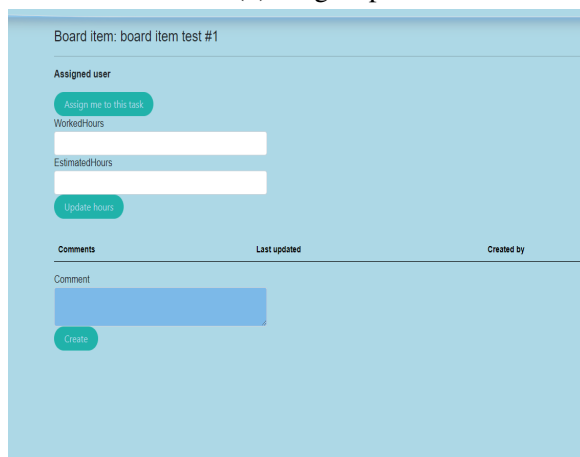 Board item: board item test #1
Assigned user
Assign me to this task
WorkedHours
EstimatedHours
Update hours
Comments Last updated Created by
Comment
Create